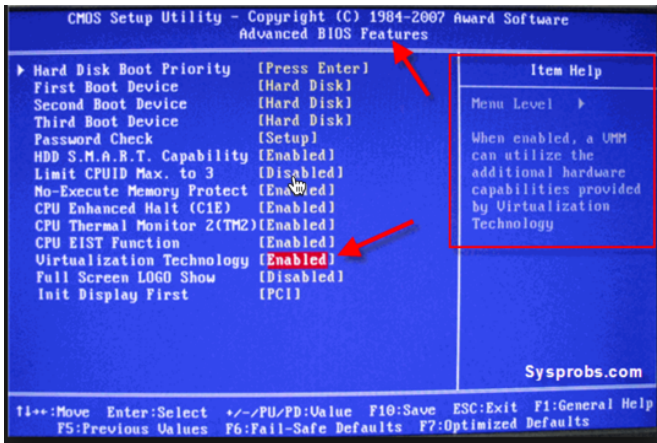 CMOS Setup Utility - Copyright (C) 1984-2007 Award Software
Advanced BIOS Features
Hard Disk Boot Priority [Press Enter]
First Boot Device [Hard Disk]
Second Boot Device [Hard Disk]
Third Boot Device [Hard Disk]
Password Check [Setup]
HDD S.M.A.R.T. Capability [Enabled]
Limit CPUID Max. to 3 [Disabled]
No-Execute Memory Protect [Enabled]
CPU Enhanced Halt (C1E) [Enabled]
CPU Thermal Monitor 2(TM2)[Enabled]
CPU EIST Function [Enabled]
Virtualization Technology [Enabled]
Full Screen LOGO Show [Disabled]
Init Display First [PCI]
Item Help
Menu Level
When enabled, a VMM
can utilize the
additional hardware
capabilities provided
by Virtualization
Technology
Sysprobs.com
↑↓→←:Move Enter:Select +/-/PU/PD:Value F10:Save ESC:Exit F1:General Help
F5:Previous Values F6:Fail-Safe Defaults F7:Optimized Defaults